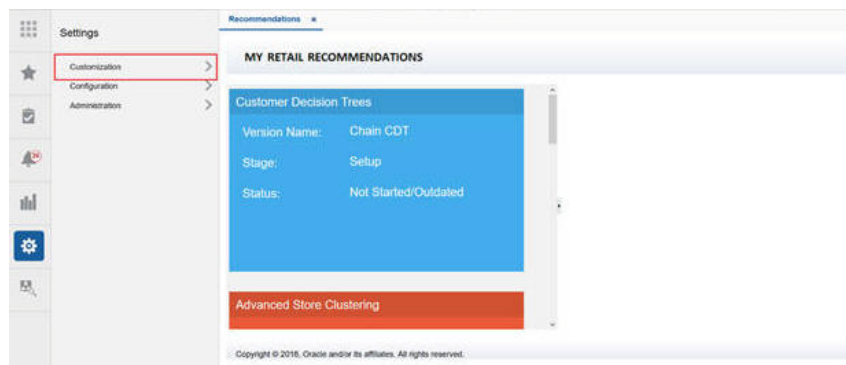 Settings
Customization
Configuration
Administration
Recommendations ×
MY RETAIL RECOMMENDATIONS
Customer Decision Trees
Version Name: Chain CDT
Stage: Setup
Status: Not Started/Outdated
Advanced Store Clustering
Copyright © 2016, Oracle and/or its affiliates. All rights reserved.